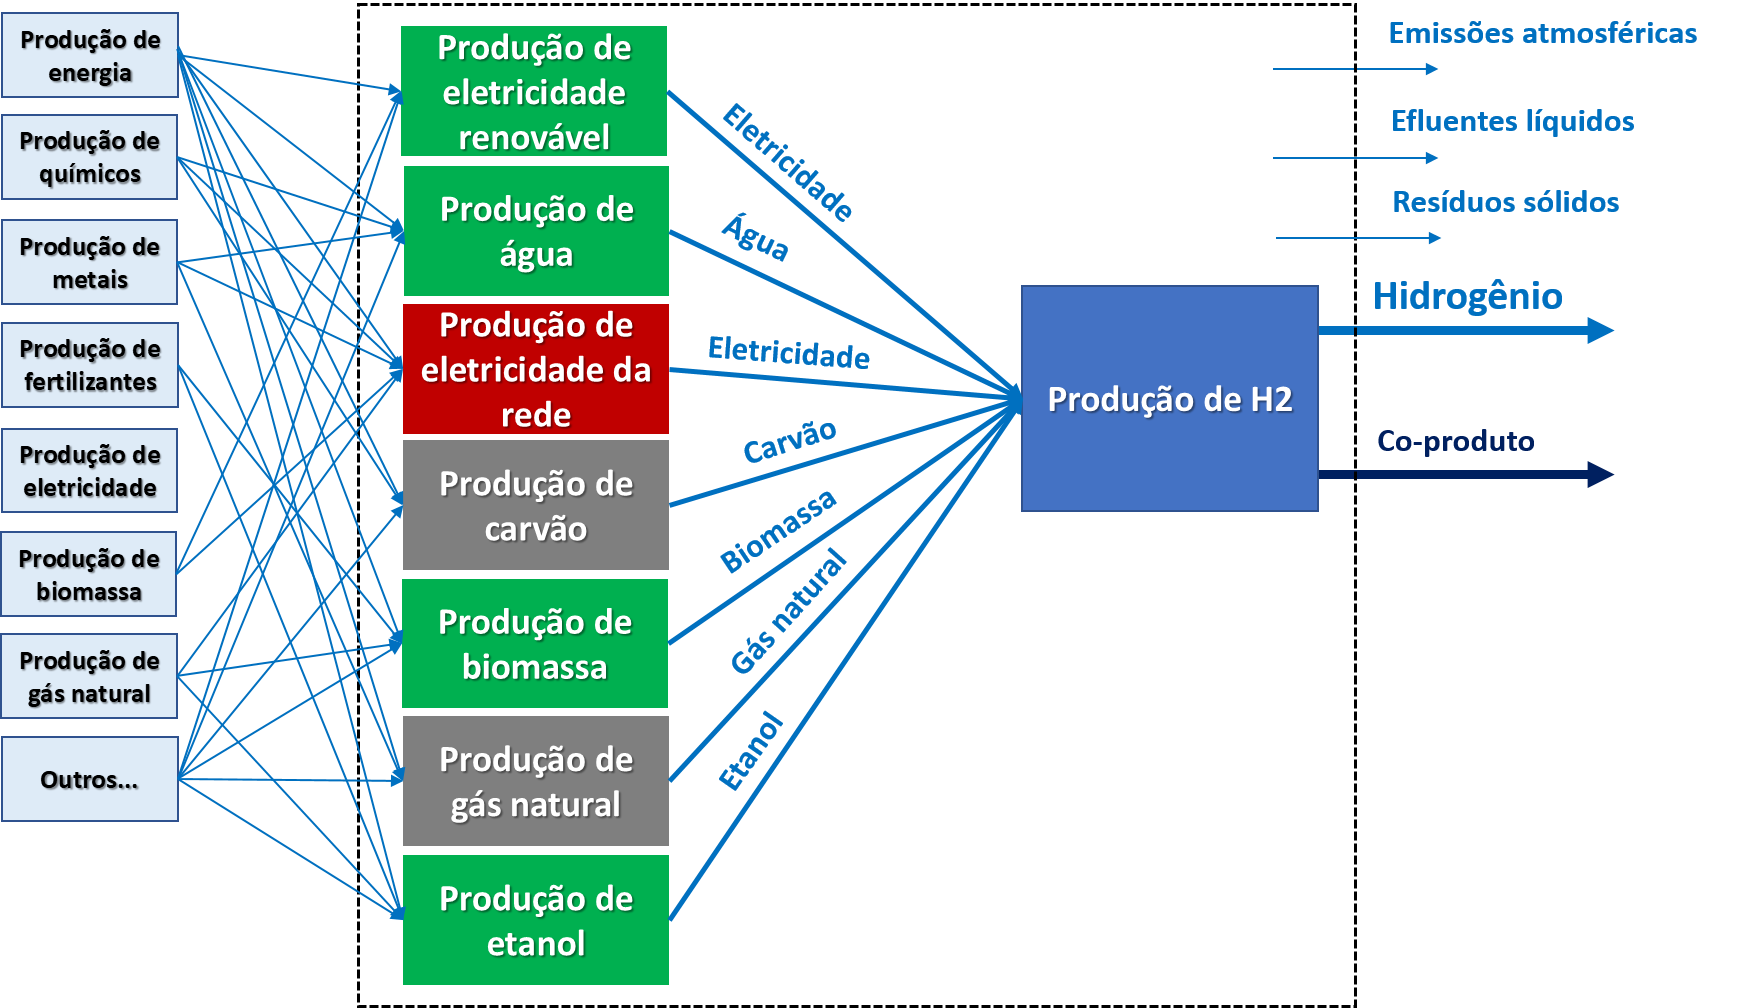 Produção de
energia
Produção de
químicos
Produção de
metais
Produção de
fertilizantes
Produção de
eletricidade
Produção de
biomassa
Produção de
gás natural
Outros...
Produção de
eletricidade
renovável
Produção de
água
Produção de
eletricidade da
rede
Produção de
carvão
Produção de
biomassa
Produção de
gás natural
Produção de
etanol
Eletricidade
Água
Eletricidade
Carvão
Biomassa
Gás natural
Etanol
Produção de H2
Emissões atmosféricas
Efluentes líquidos
Resíduos sólidos
Hidrogênio
Co-produto